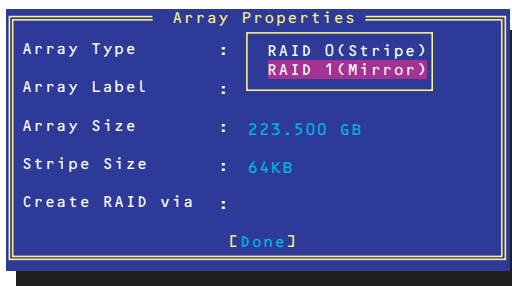 Array Properties
Array Type : RAID 0(Stripe)
RAID 1(Mirror)
Array Label :
Array Size : 223.500 GB
Stripe Size : 64KB
Create RAID via :
[Done]